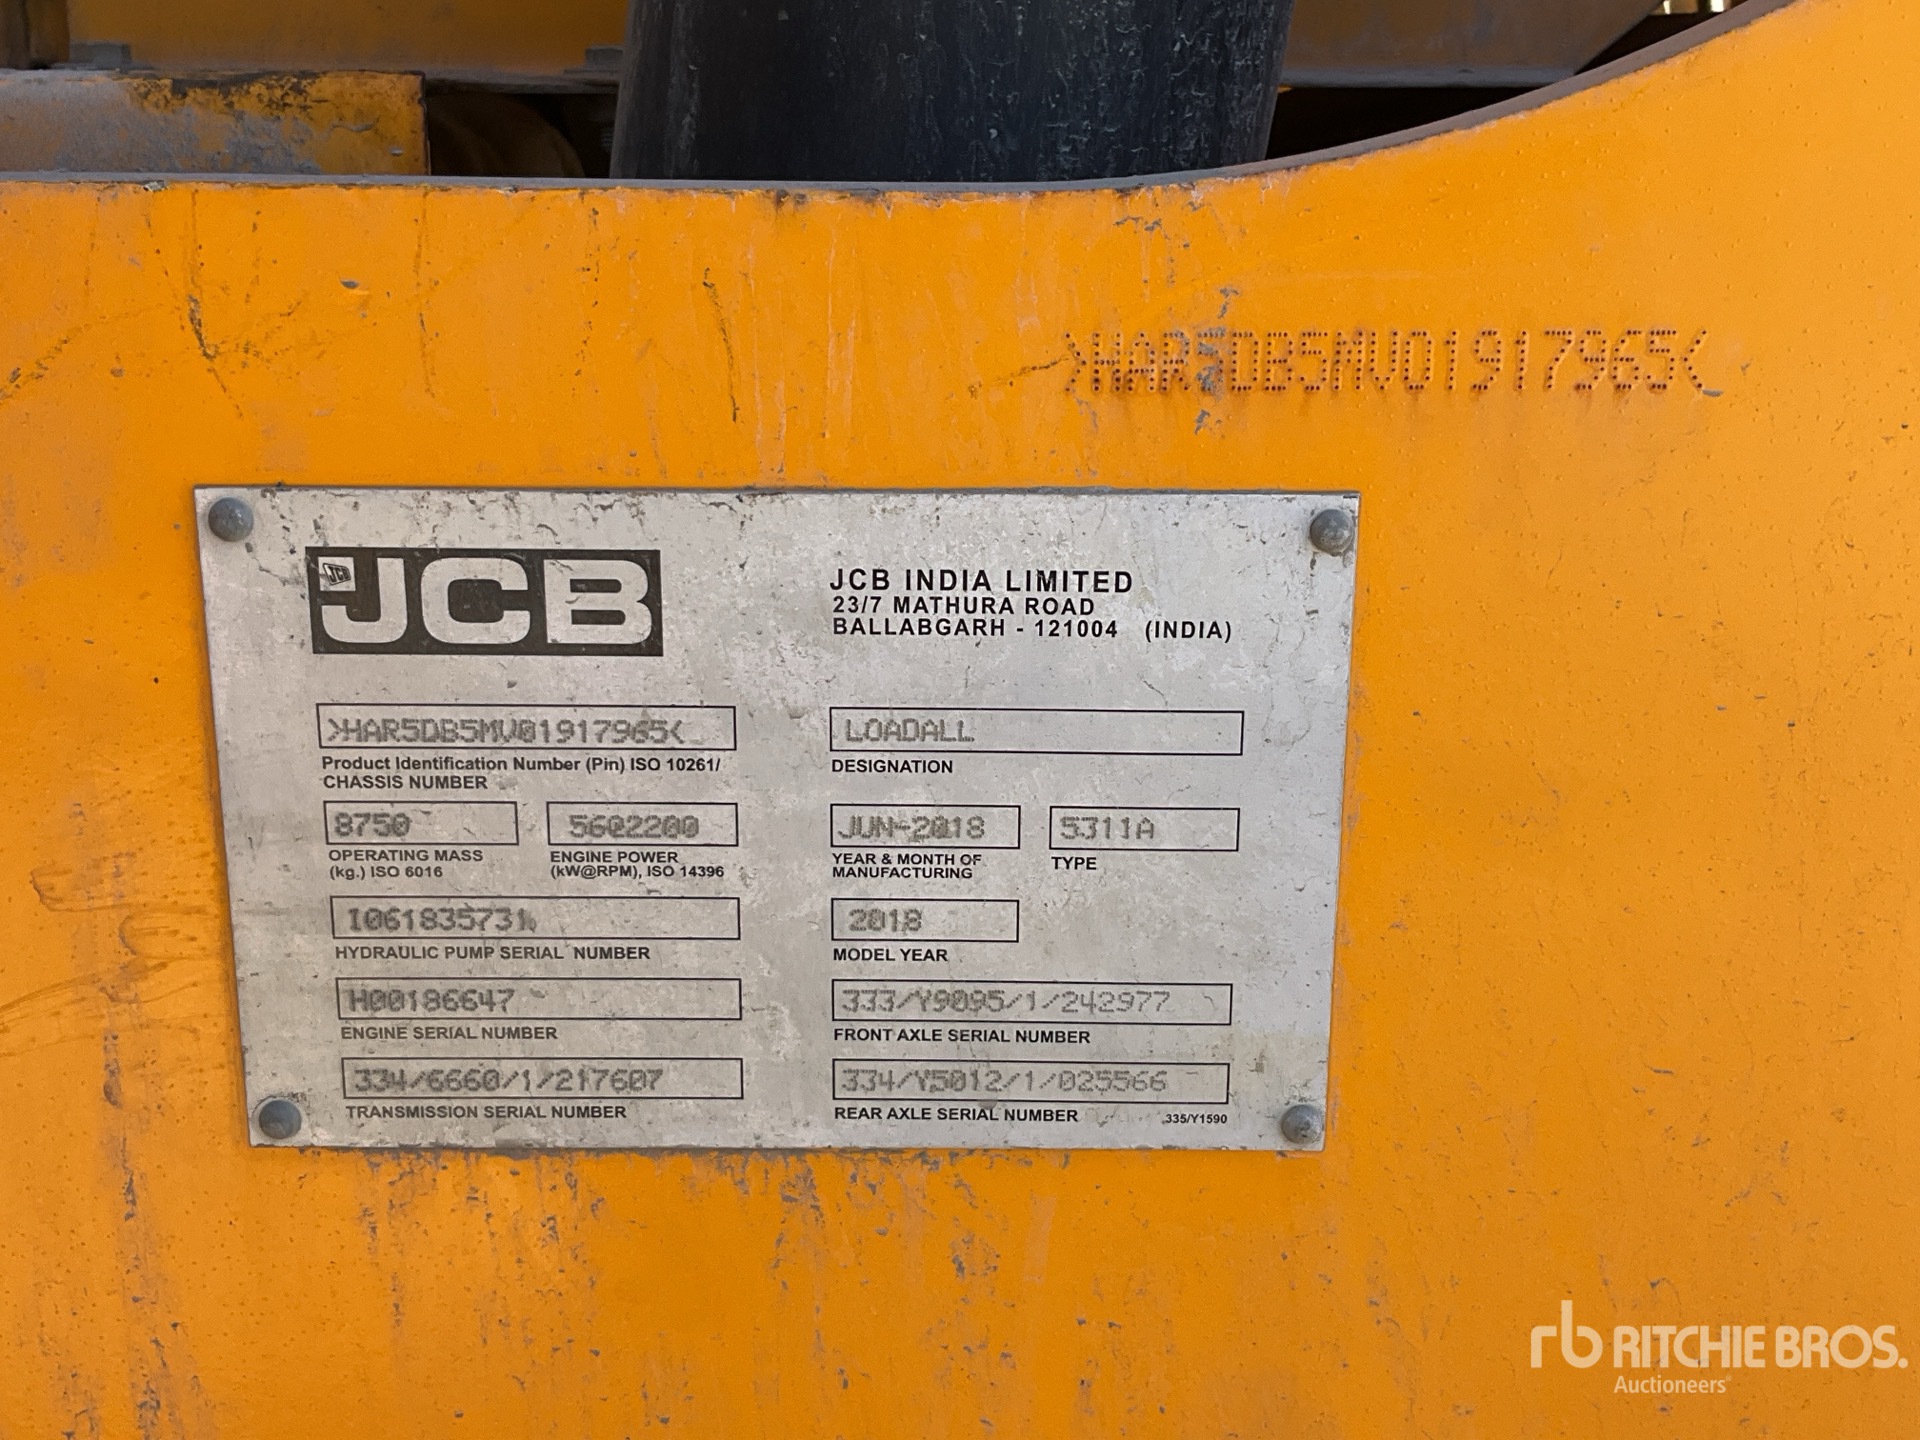 >HAR5DB5MV01917965<
JCB
JCB
JCB INDIA LIMITED
23/7 MATHURA ROAD
BALLABGARH - 121004 (INDIA)
>HAR5DB5MV01917965<
Product Identification Number (Pin) ISO 10261/
CHASSIS NUMBER
LOADALL
DESIGNATION
8750
OPERATING MASS
(kg.) ISO 6016
5602200
ENGINE POWER
(kW@RPM), ISO 14396
JUN-2018
YEAR & MONTH OF
MANUFACTURING
5311A
TYPE
I061835731
HYDRAULIC PUMP SERIAL NUMBER
2018
MODEL YEAR
H00186647
ENGINE SERIAL NUMBER
333/Y9095/1/242977
FRONT AXLE SERIAL NUMBER
334/6660/1/217607
TRANSMISSION SERIAL NUMBER
334/Y5012/1/025566
REAR AXLE SERIAL NUMBER
335/Y1590
rb RITCHIE BROS.
Auctioneers